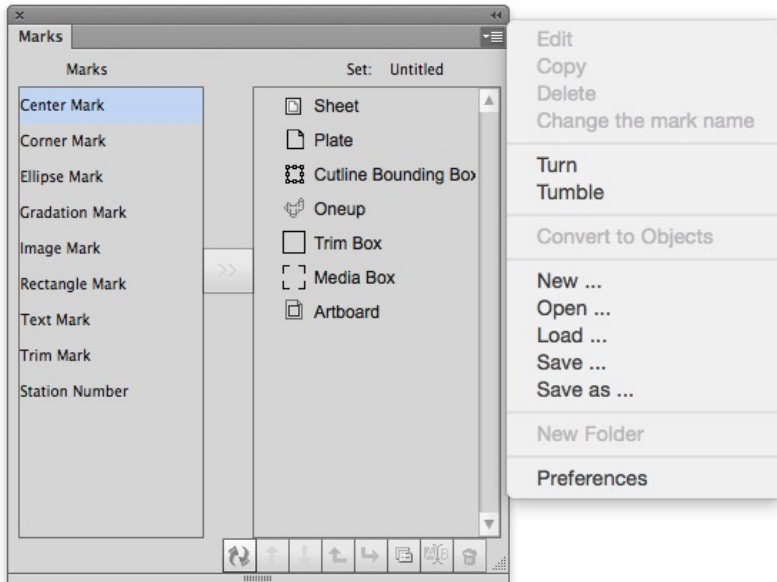 Marks
Marks
Set: Untitled
Center Mark
Corner Mark
Ellipse Mark
Gradation Mark
Image Mark
Rectangle Mark
Text Mark
Trim Mark
Station Number
>>
Sheet
Plate
Cutline Bounding Box
Oneup
Trim Box
Media Box
Artboard
Edit
Copy
Delete
Change the mark name
Turn
Tumble
Convert to Objects
New ...
Open ...
Load ...
Save ...
Save as ...
New Folder
Preferences